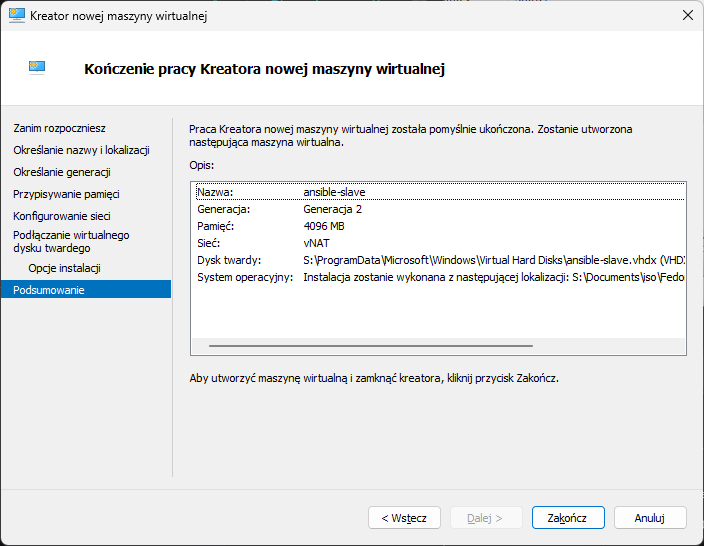 Kreator nowej maszyny wirtualnej
Kończenie pracy Kreatora nowej maszyny wirtualnej
Zanim rozpoczniesz
Określanie nazwy i lokalizacji
Określanie generacji
Przypisywanie pamięci
Konfigurowanie sieci
Podłączanie wirtualnego
dysku twardego
Opcje instalacji
Podsumowanie
Praca Kreatora nowej maszyny wirtualnej została pomyślnie ukończona. Zostanie utworzona
następująca maszyna wirtualna.
Opis:
Nazwa: ansible-slave
Generacja: Generacja 2
Pamięć: 4096 MB
Sieć: vNAT
Dysk twardy: S:\ProgramData\Microsoft\Windows\Virtual Hard Disks\ansible-slave.vhdx (VHDX
System operacyjny: Instalacja zostanie wykonana z następującej lokalizacji: S:\Documents\iso\Fedo
Aby utworzyć maszynę wirtualną i zamknąć kreatora, kliknij przycisk Zakończ.
< Wstecz
Dalej >
Zakończ
Anuluj